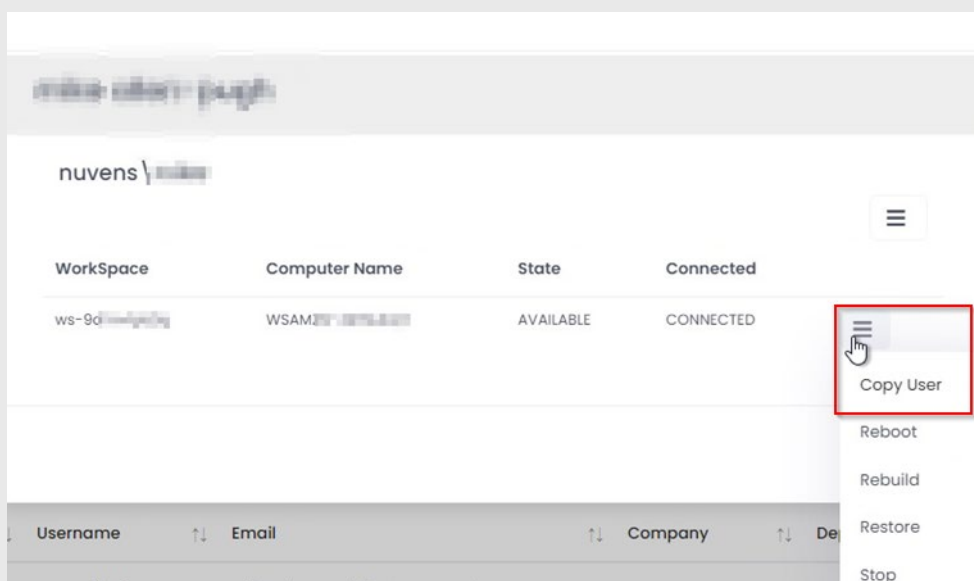 nuvens\
WorkSpace Computer Name State Connected
ws-9d WSAM AVAILABLE CONNECTED
Copy User
Reboot
Rebuild
Restore
Username Email Company De
Stop